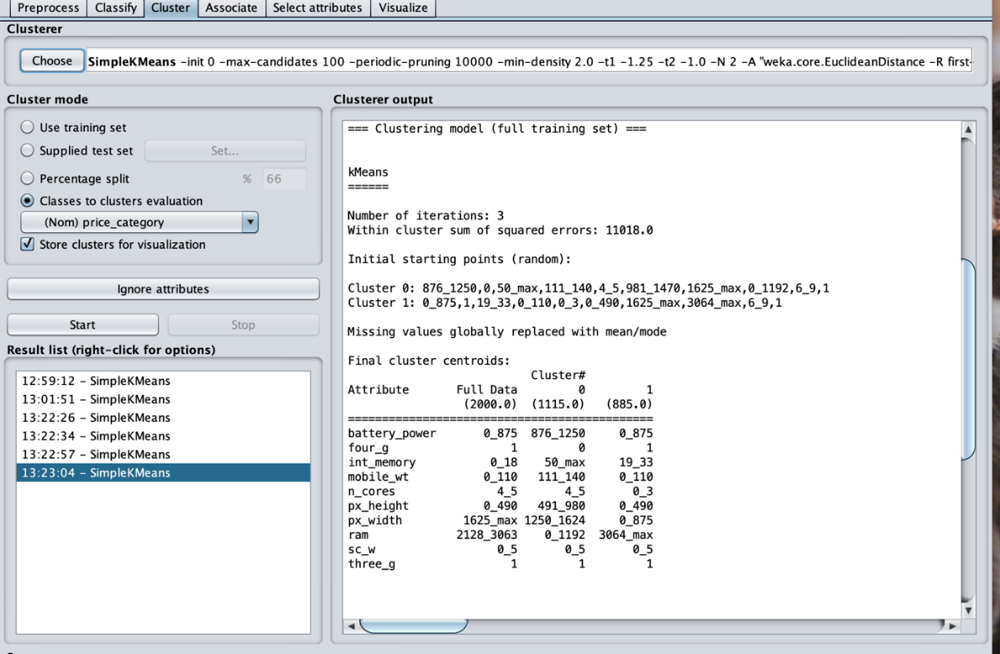 Preprocess Classify Cluster Associate Select attributes Visualize
Clusterer
Choose SimpleKMeans -init 0 -max-candidates 100 -periodic-pruning 10000 -min-density 2.0 -t1 -1.25 -t2 -1.0 -N 2 -A "weka.core.EuclideanDistance -R first-
Cluster mode
Use training set
Supplied test set Set...
Percentage split % 66
Classes to clusters evaluation
(Nom) price_category
Store clusters for visualization
Ignore attributes
Start Stop
Result list (right-click for options)
12:59:12 - SimpleKMeans
13:01:51 - SimpleKMeans
13:22:26 - SimpleKMeans
13:22:34 - SimpleKMeans
13:22:57 - SimpleKMeans
13:23:04 - SimpleKMeans
Clusterer output
=== Clustering model (full training set) ===
kMeans
======
Number of iterations: 3
Within cluster sum of squared errors: 11018.0
Initial starting points (random):
Cluster 0: 876_1250,0,50_max,111_140,4_5,981_1470,1625_max,0_1192,6_9,1
Cluster 1: 0_875,1,19_33,0_110,0_3,0_490,1625_max,3064_max,6_9,1
Missing values globally replaced with mean/mode
Final cluster centroids:
Cluster#
Attribute Full Data 0 1
(2000.0) (1115.0) (885.0)
=============================================
battery_power 0_875 876_1250 0_875
four_g 1 0 1
int_memory 0_18 50_max 19_33
mobile_wt 0_110 111_140 0_110
n_cores 4_5 4_5 0_3
px_height 0_490 491_980 0_490
px_width 1625_max 1250_1624 0_875
ram 2128_3063 0_1192 3064_max
sc_w 0_5 0_5 0_5
three_g 1 1 1